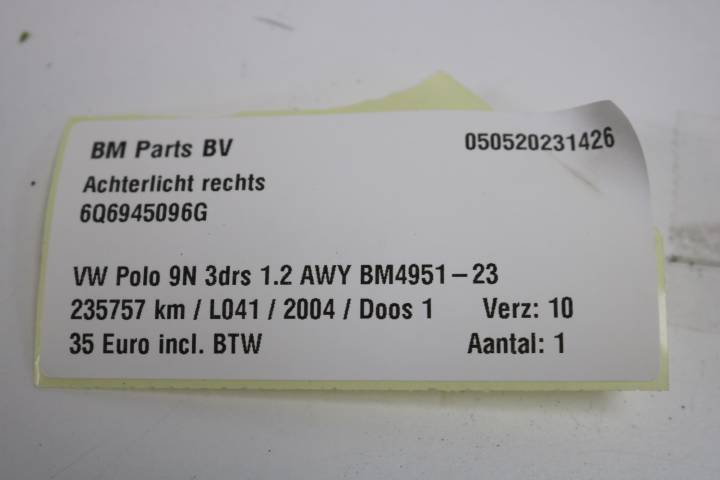 BM Parts BV 050520231426
Achterlicht rechts
6Q6945096G
VW Polo 9N 3drs 1.2 AWY BM4951-23
235757 km / L041 / 2004 / Doos 1 Verz: 10
35 Euro incl. BTW Aantal: 1